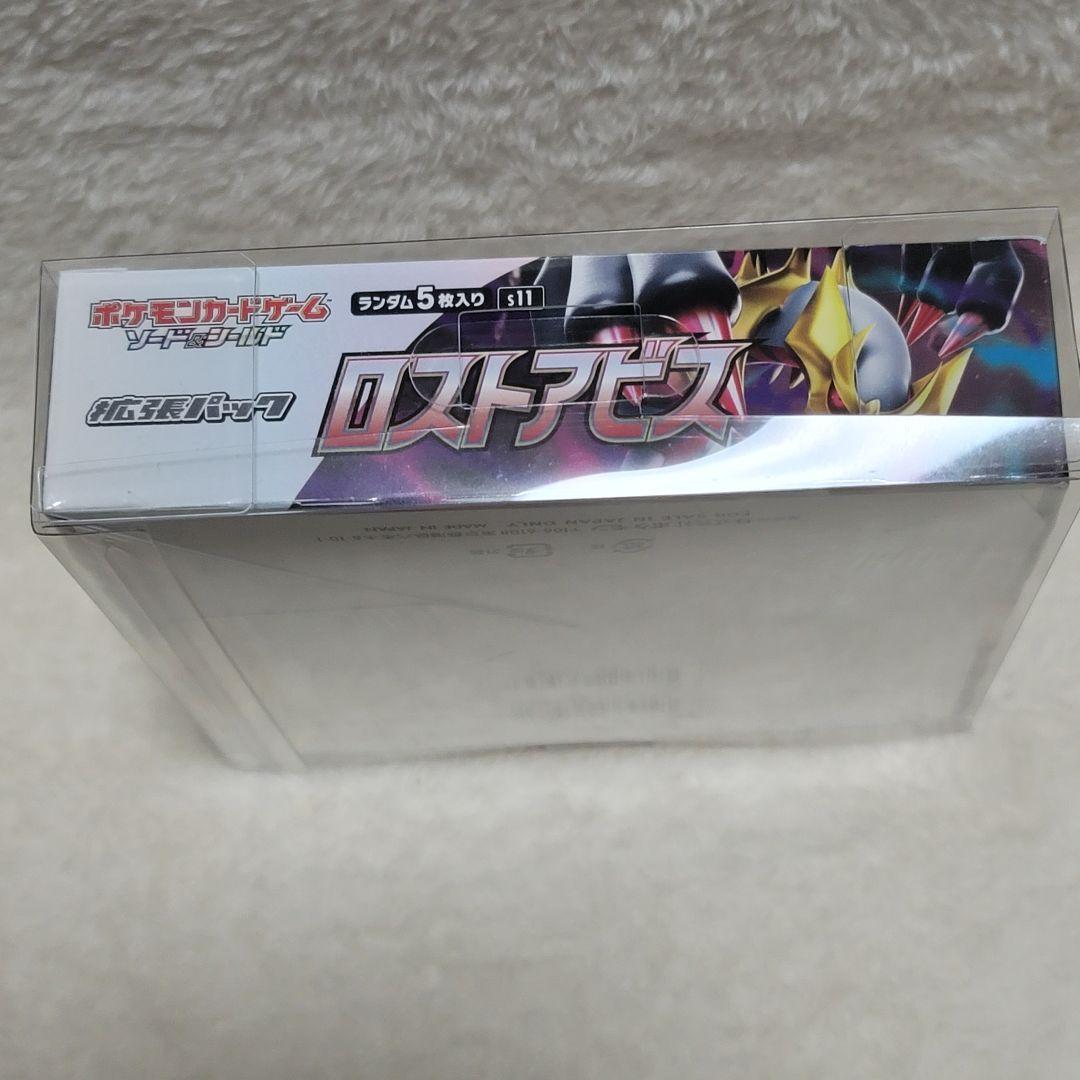 ポケモンカードゲーム
ソード&シールド
拡張パック
ランダム5枚入り s11
ロストアビス
FOR SALE IN JAPAN ONLY MADE IN JAPAN